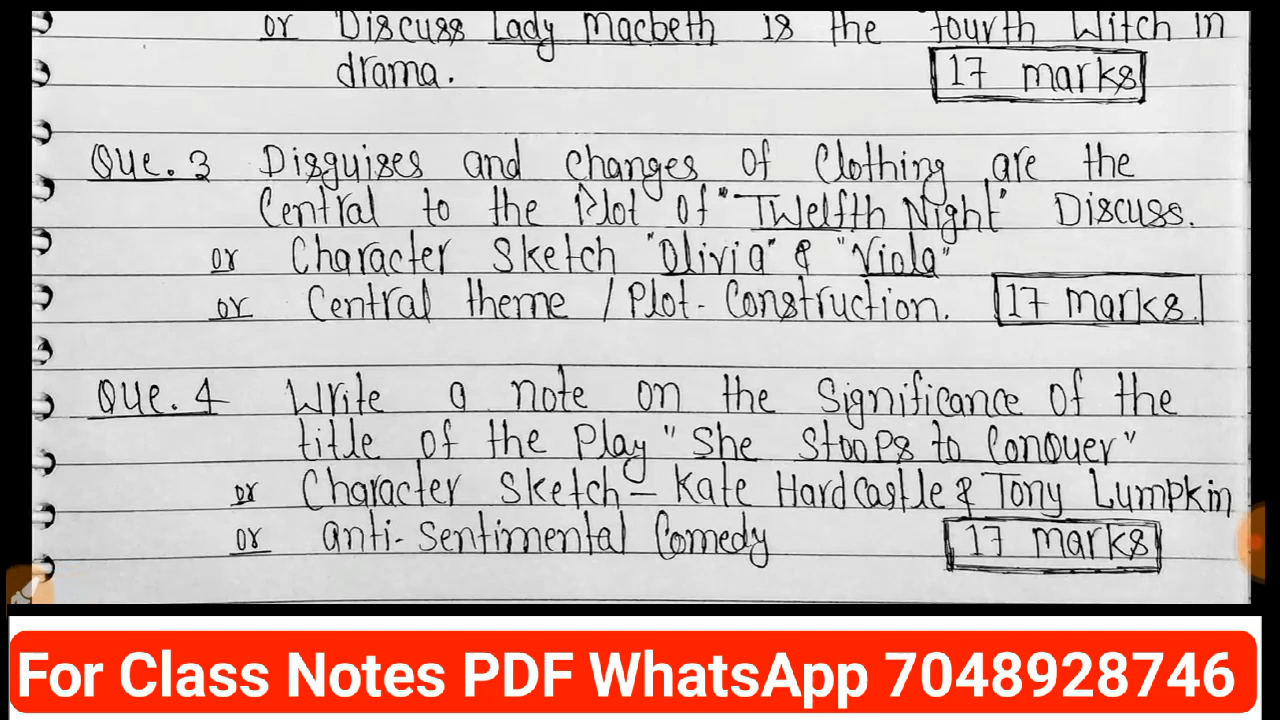 or Discuss Lady Macbeth is the fourth Witch in
drama. 17 marks
Que. 3 Disguises and changes of Clothing are the
Central to the Plot of "Twelfth Night" Discuss.
or Character Sketch "Olivia" & "Viola"
or Central theme / Plot-Construction. 17 marks.
Que. 4 Write a note on the Significance of the
title of the Play "She Stoops to Conquer"
or Character Sketch - Kate Hardcastle & Tony Lumpkin
or anti-Sentimental Comedy 17 marks
For Class Notes PDF WhatsApp 7048928746